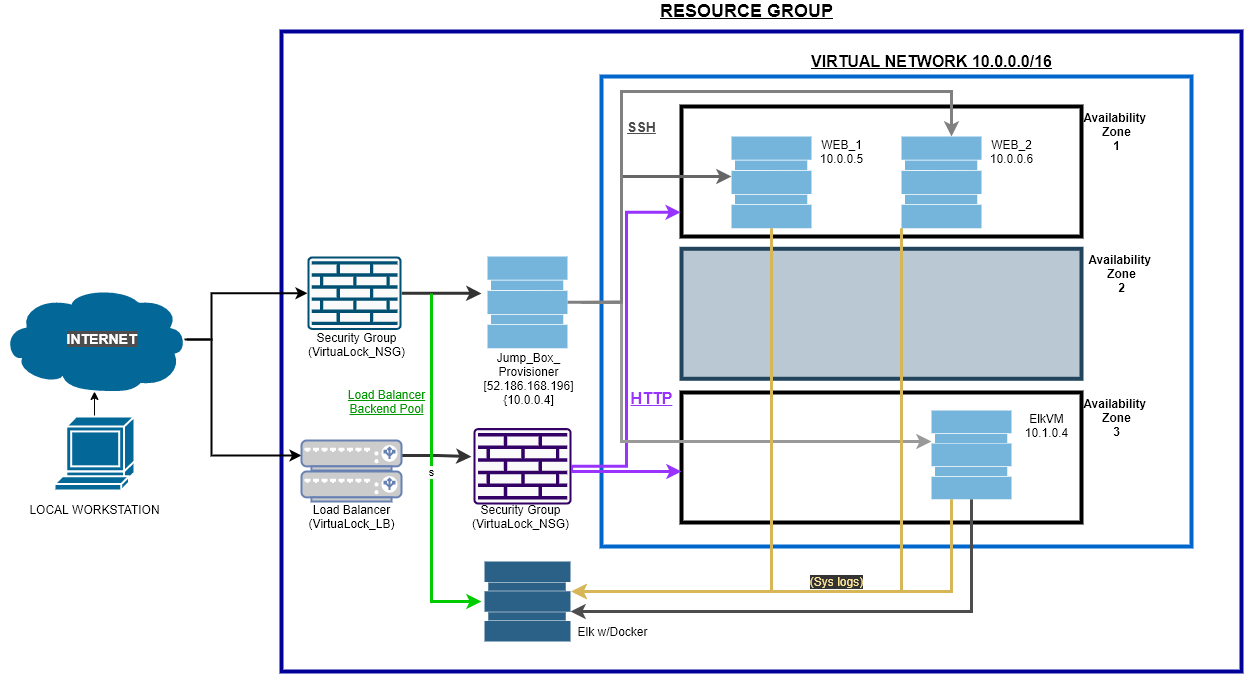 RESOURCE GROUP
VIRTUAL NETWORK 10.0.0.0/16
Availability
Zone
1
SSH
WEB_1
10.0.0.5
WEB_2
10.0.0.6
Availability
Zone
2
INTERNET
Security Group
(VirtuaLock_NSG)
Jump_Box_
Provisioner
[52.186.168.196]
{10.0.0.4]
Load Balancer
Backend Pool
HTTP
Availability
Zone
3
ElkVM
10.1.0.4
s
LOCAL WORKSTATION
Load Balancer
(VirtuaLock_LB)
Security Group
(VirtuaLock_NSG)
(Sys logs)
Elk w/Docker